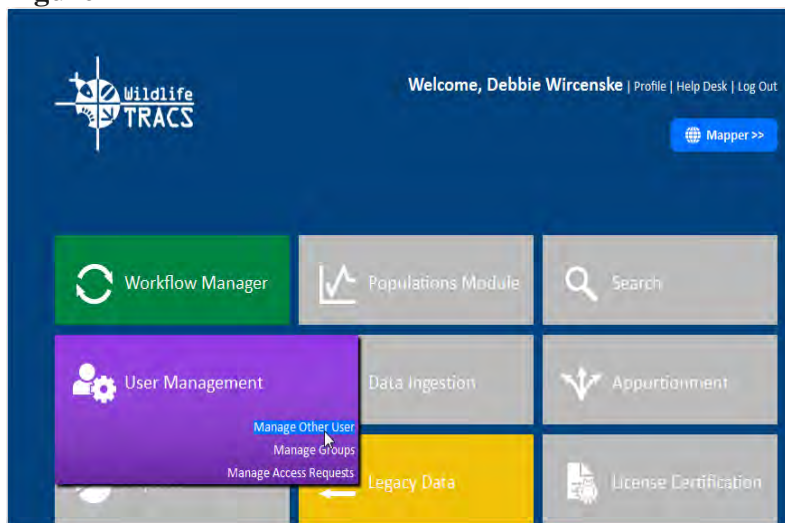 Wildlife
TRACS
Welcome, Debbie Wircenske | Profile | Help Desk | Log Out
Mapper >>
Workflow Manager
Populations Module
Search
User Management
Data Ingestion
Apportionment
Manage Other User
Manage Groups
Manage Access Requests
Legacy Data
License Certification